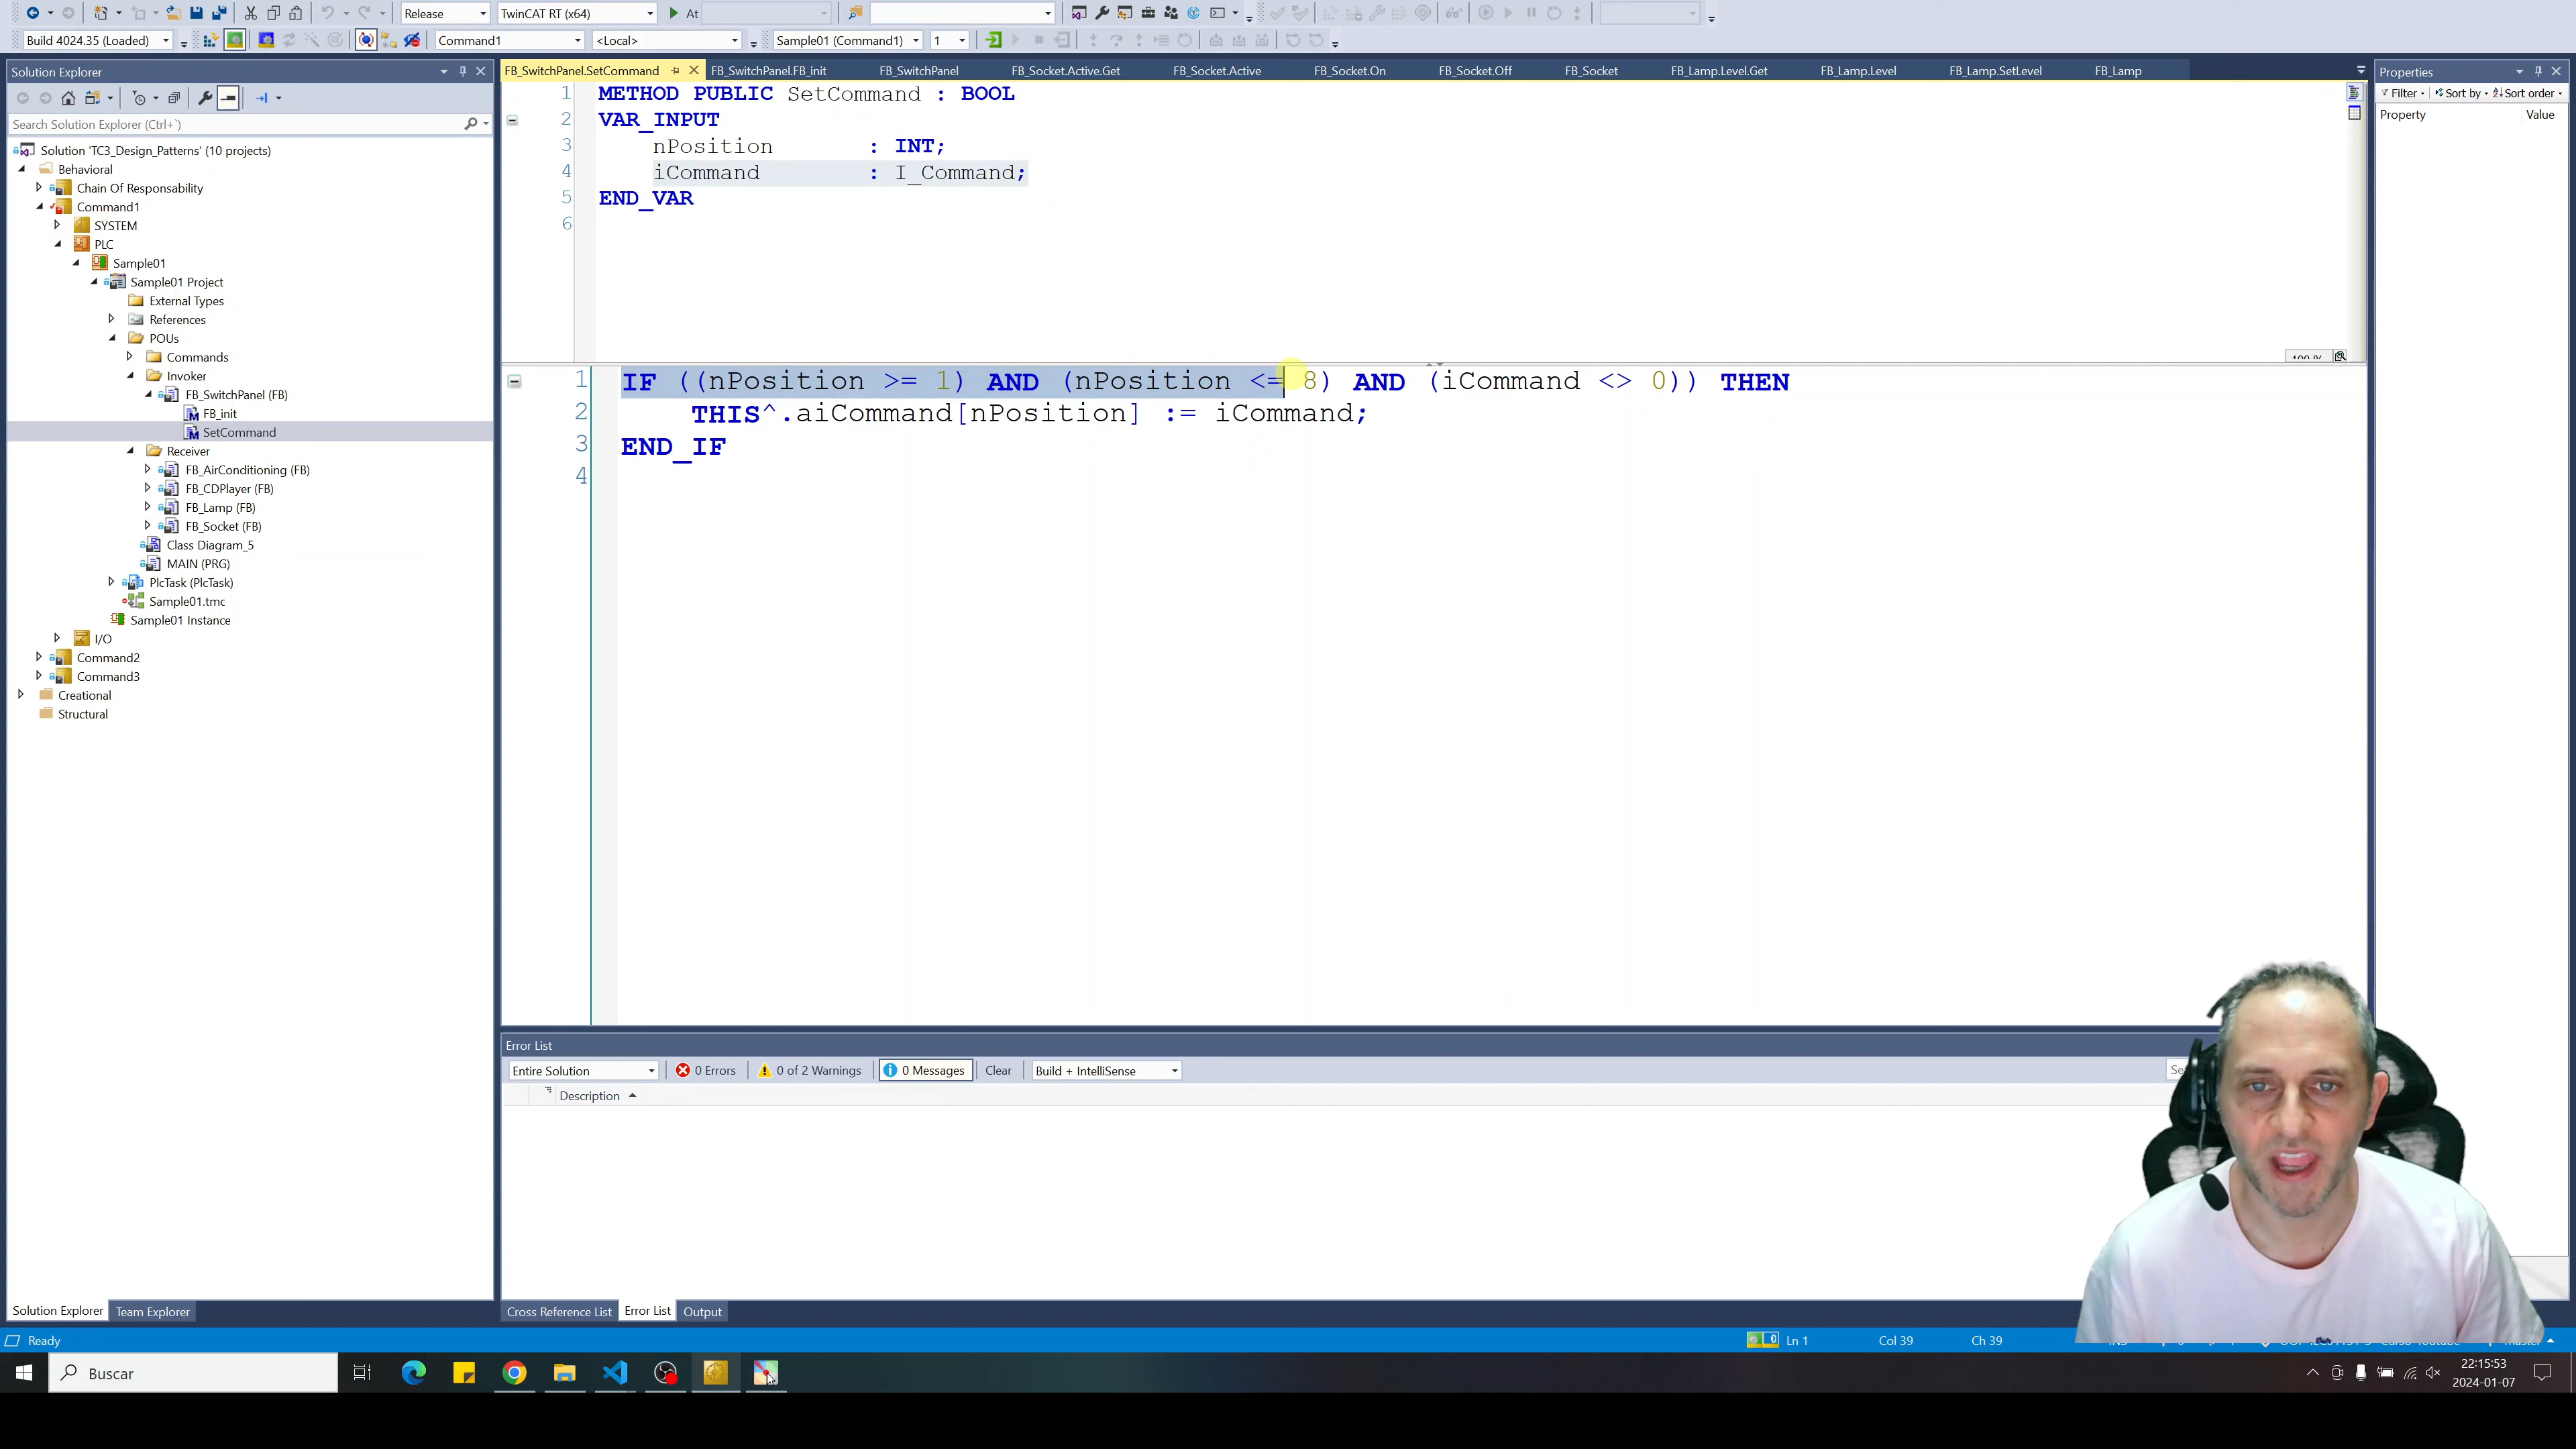 Release
TwinCAT RT (x64)
At
Build 4024.35 (Loaded)
Command1
<Local>
Sample01 (Command1)
1
Solution Explorer
Search Solution Explorer (Ctrl+`)
Solution 'TC3_Design_Patterns' (10 projects)
Behavioral
Chain Of Responsability
Command1
SYSTEM
PLC
Sample01
Sample01 Project
External Types
References
POUs
Commands
Invoker
FB_SwitchPanel (FB)
FB_init
SetCommand
Receiver
FB_AirConditioning (FB)
FB_CDPlayer (FB)
FB_Lamp (FB)
FB_Socket (FB)
Class Diagram_5
MAIN (PRG)
PlcTask (PlcTask)
Sample01.tmc
Sample01 Instance
I/O
Command2
Command3
Creational
Structural
Solution Explorer
Team Explorer
FB_SwitchPanel.SetCommand
FB_SwitchPanel.FB_init
FB_SwitchPanel
FB_Socket.Active.Get
FB_Socket.Active
FB_Socket.On
FB_Socket.Off
FB_Socket
FB_Lamp.Level.Get
FB_Lamp.Level
FB_Lamp.SetLevel
FB_Lamp
1 METHOD PUBLIC SetCommand : BOOL
2 VAR_INPUT
3 nPosition : INT;
4 iCommand : I_Command;
5 END_VAR
6
1 IF ((nPosition >= 1) AND (nPosition <= 8) AND (iCommand <> 0)) THEN
2 THIS^.aiCommand[nPosition] := iCommand;
3 END_IF
4
Properties
Filter
Sort by
Sort order
Property
Value
Error List
Entire Solution
0 Errors
0 of 2 Warnings
0 Messages
Clear
Build + IntelliSense
Description
Cross Reference List
Error List
Output
Ready
0
Ln 1
Col 39
Ch 39
Buscar
22:15:53
2024-01-07